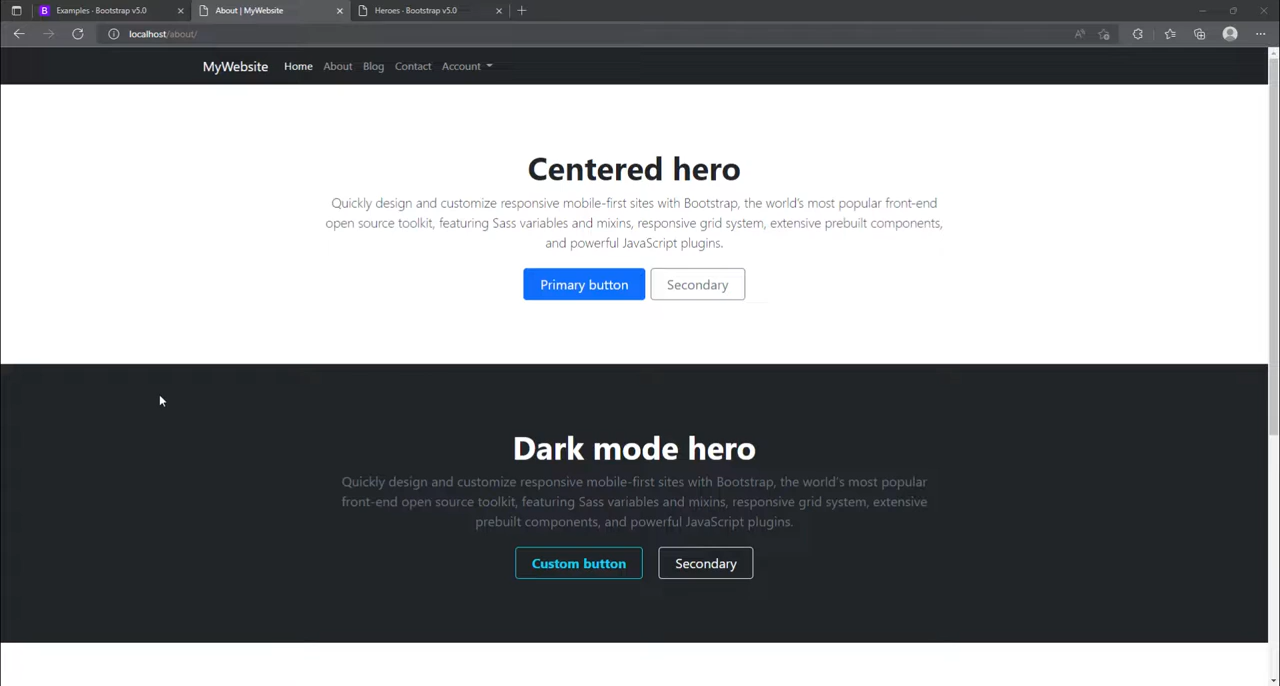 Examples · Bootstrap v5.0
About | MyWebsite
Heroes · Bootstrap v5.0
localhost/about/
MyWebsite Home About Blog Contact Account
Centered hero
Quickly design and customize responsive mobile-first sites with Bootstrap, the world's most popular front-end
open source toolkit, featuring Sass variables and mixins, responsive grid system, extensive prebuilt components,
and powerful JavaScript plugins.
Primary button Secondary
Dark mode hero
Quickly design and customize responsive mobile-first sites with Bootstrap, the world's most popular
front-end open source toolkit, featuring Sass variables and mixins, responsive grid system, extensive
prebuilt components, and powerful JavaScript plugins.
Custom button Secondary